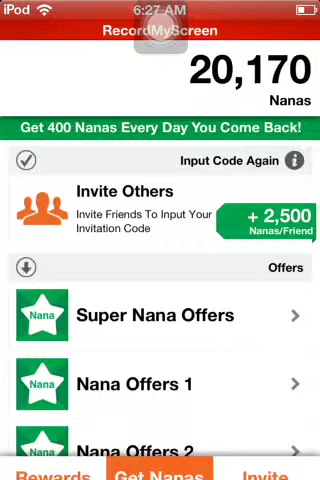 iPod 6:27 AM
RecordMyScreen
20,170
Nanas
Get 400 Nanas Every Day You Come Back!
Input Code Again i
Invite Others
Invite Friends To Input Your
Invitation Code
+ 2,500
Nanas/Friend
Offers
Nana Super Nana Offers
Nana Nana Offers 1
Nana Nana Offers 2
Rewards Get Nanas Invite